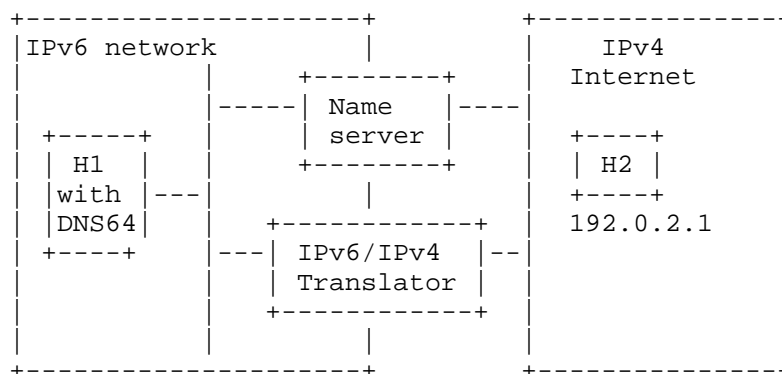 IPv6 network
IPv4
Internet
Name
server
H1
with
DNS64
H2
192.0.2.1
IPv6/IPv4
Translator